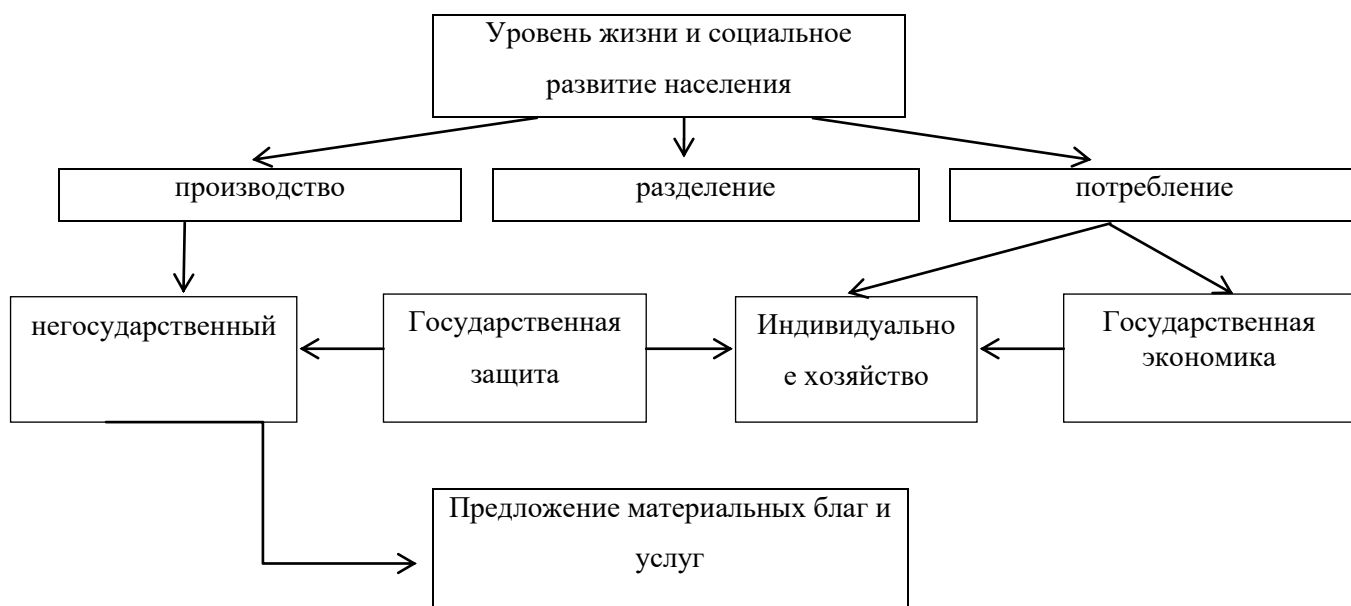 Уровень жизни и социальное
развитие населения
производство
разделение
потребление
негосударственный
Государственная
защита
Индивидуально
е хозяйство
Государственная
экономика
Предложение материальных благ и
услуг